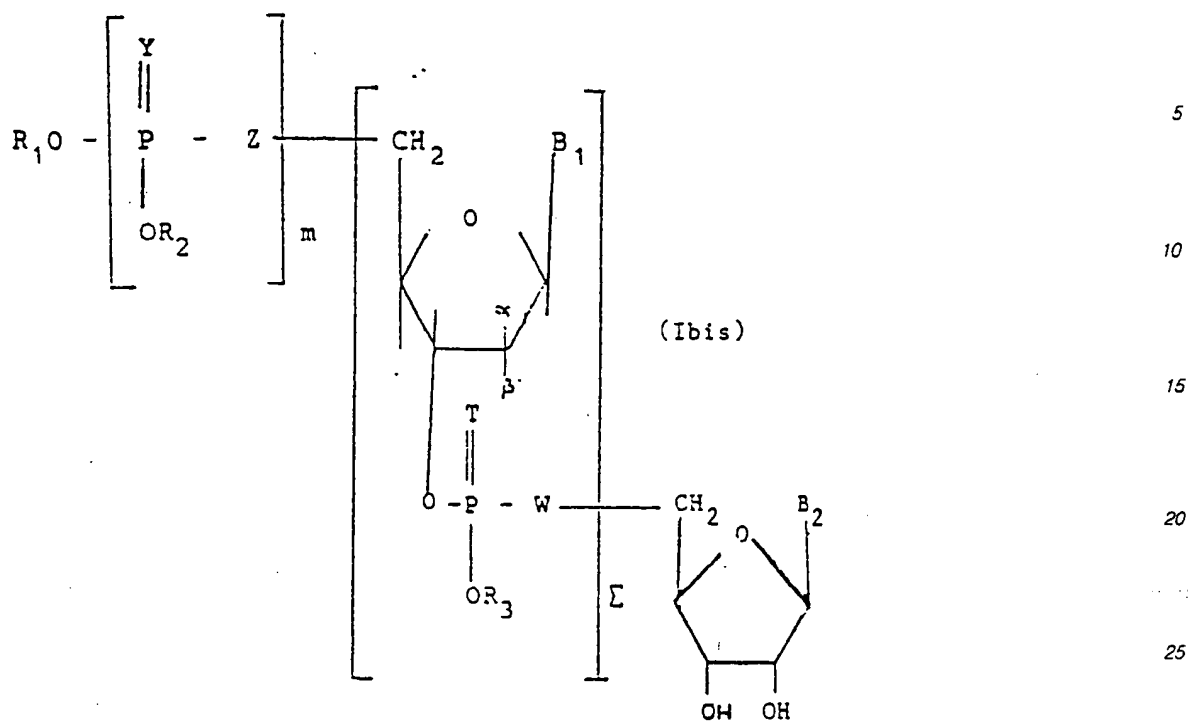 Y
5
R₁O - P - Z CH₂ B₁
O
OR₂ m
10
α
(Ibis)
β
15
T
O - P - W CH₂ B₂
20
O
OR₃ Σ
25
OH OH